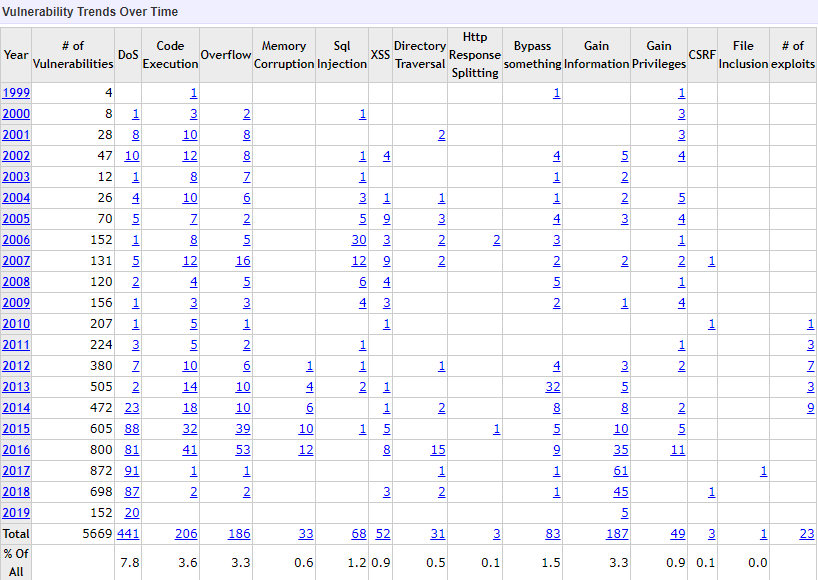 Vulnerability Trends Over Time
Year # of Vulnerabilities DoS Code Execution Overflow Memory Corruption Sql Injection XSS Directory Traversal Http Response Splitting Bypass something Gain Information Gain Privileges CSRF File Inclusion # of exploits
1999 4 1 1 1
2000 8 1 3 2 1 3
2001 28 8 10 8 2 3
2002 47 10 12 8 1 4 4 5 4
2003 12 1 8 7 1 1 2
2004 26 4 10 6 3 1 1 1 2 5
2005 70 5 7 2 5 9 3 4 3 4
2006 152 1 8 5 30 3 2 2 3 1
2007 131 5 12 16 12 9 2 2 2 2 1
2008 120 2 4 5 6 4 5 1
2009 156 1 3 3 4 3 2 1 4
2010 207 1 5 1 1 1 1
2011 224 3 5 2 1 1 3
2012 380 7 10 6 1 1 1 4 3 2 7
2013 505 2 14 10 4 2 1 32 5 3
2014 472 23 18 10 6 1 2 8 8 2 9
2015 605 88 32 39 10 1 5 1 5 10 5
2016 800 81 41 53 12 8 15 9 35 11
2017 872 91 1 1 1 1 61 1
2018 698 87 2 2 3 2 1 45 1
2019 152 20 5
Total 5669 441 206 186 33 68 52 31 3 83 187 49 3 1 23
% Of All 7.8 3.6 3.3 0.6 1.2 0.9 0.5 0.1 1.5 3.3 0.9 0.1 0.0